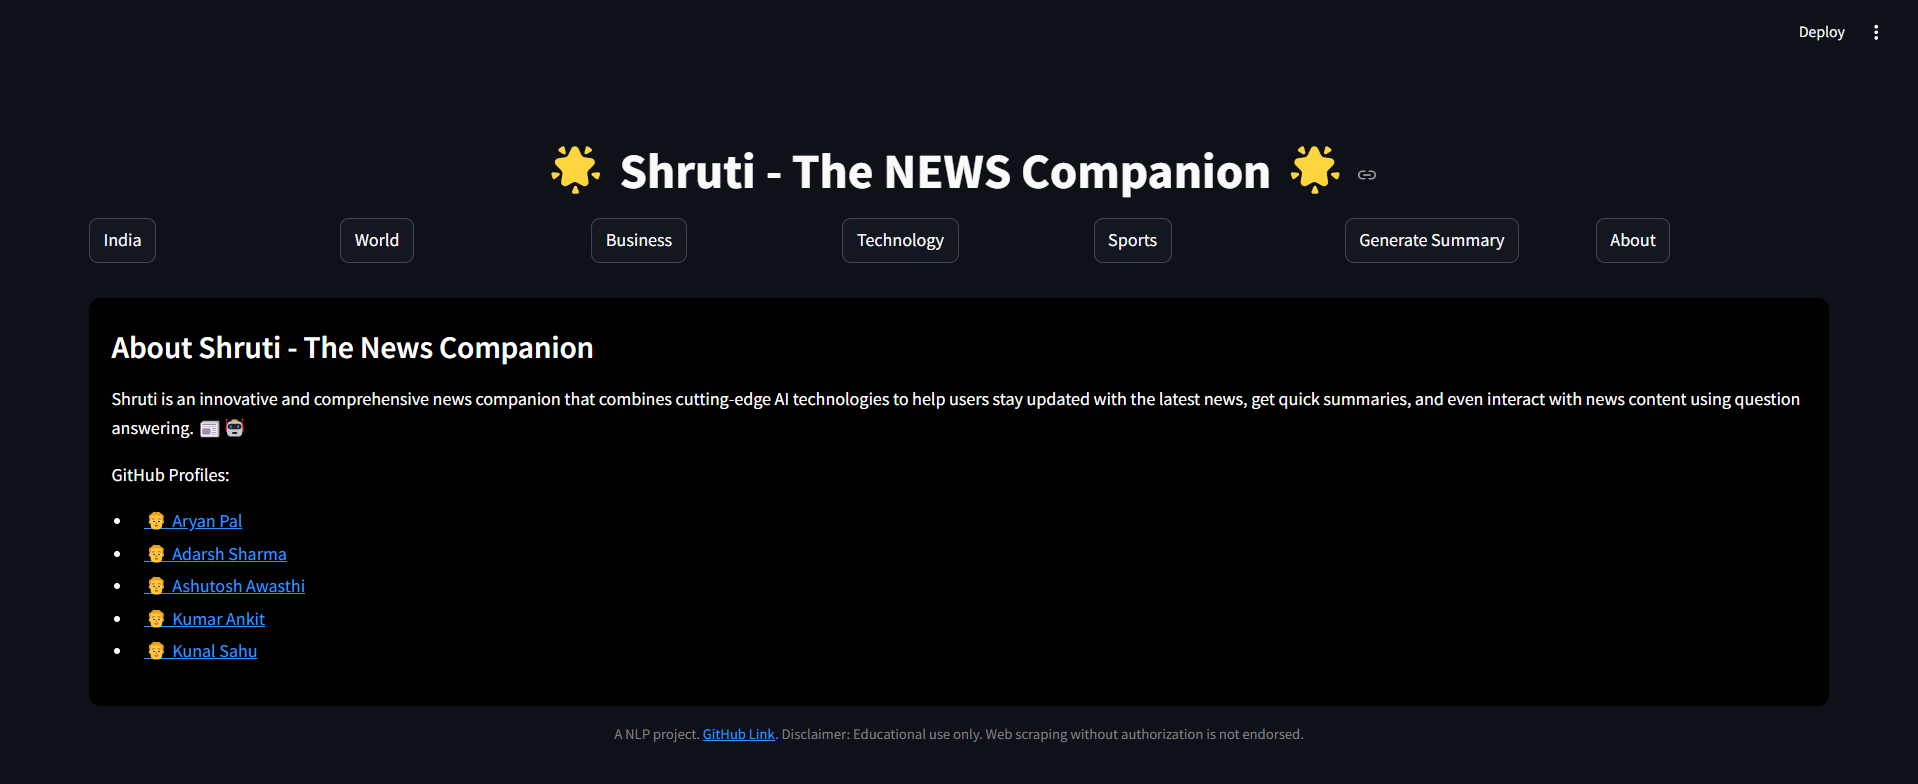 Deploy
Shruti - The NEWS Companion
India World Business Technology Sports Generate Summary About
About Shruti - The News Companion
Shruti is an innovative and comprehensive news companion that combines cutting-edge AI technologies to help users stay updated with the latest news, get quick summaries, and even interact with news content using question
answering.
GitHub Profiles:
Aryan Pal
Adarsh Sharma
Ashutosh Awasthi
Kumar Ankit
Kunal Sahu
A NLP project. GitHub Link. Disclaimer: Educational use only. Web scraping without authorization is not endorsed.